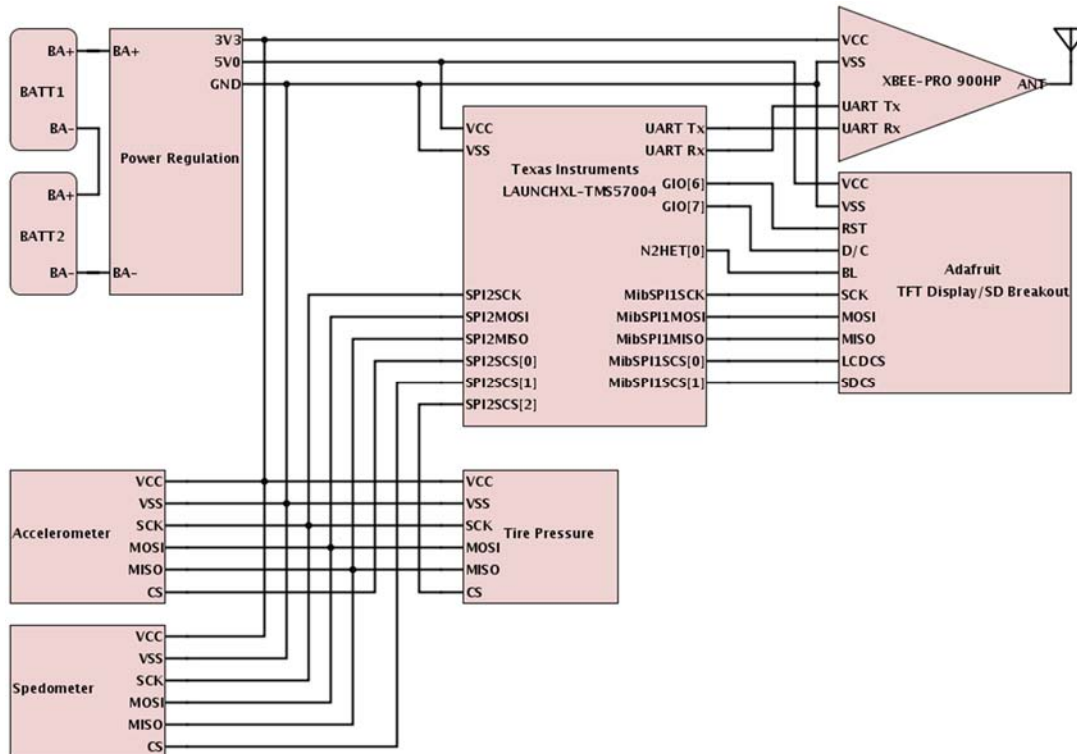 BA+
BATT1
BA-
BA+
BATT2
BA-
BA+
3V3
5V0
GND
Power Regulation
BA-
VCC
VSS
XBEE-PRO 900HP
ANT
UART Tx
UART Rx
VCC
UART Tx
VSS
UART Rx
Texas Instruments
LAUNCHXL-TMS57004
GIO[6]
GIO[7]
N2HET[0]
SPI2SCK
MibSPI1SCK
SPI2MOSI
MibSPI1MOSI
SPI2MISO
MibSPI1MISO
SPI2SCS[0]
MibSPI1SCS[0]
SPI2SCS[1]
MibSPI1SCS[1]
SPI2SCS[2]
VCC
VSS
RST
D/C
BL
Adafruit
TFT Display/SD Breakout
SCK
MOSI
MISO
LCDCS
SDCS
VCC
VSS
SCK
Accelerometer
MOSI
MISO
CS
VCC
VSS
SCK
Tire Pressure
MOSI
MISO
CS
VCC
VSS
SCK
Spedometer
MOSI
MISO
CS